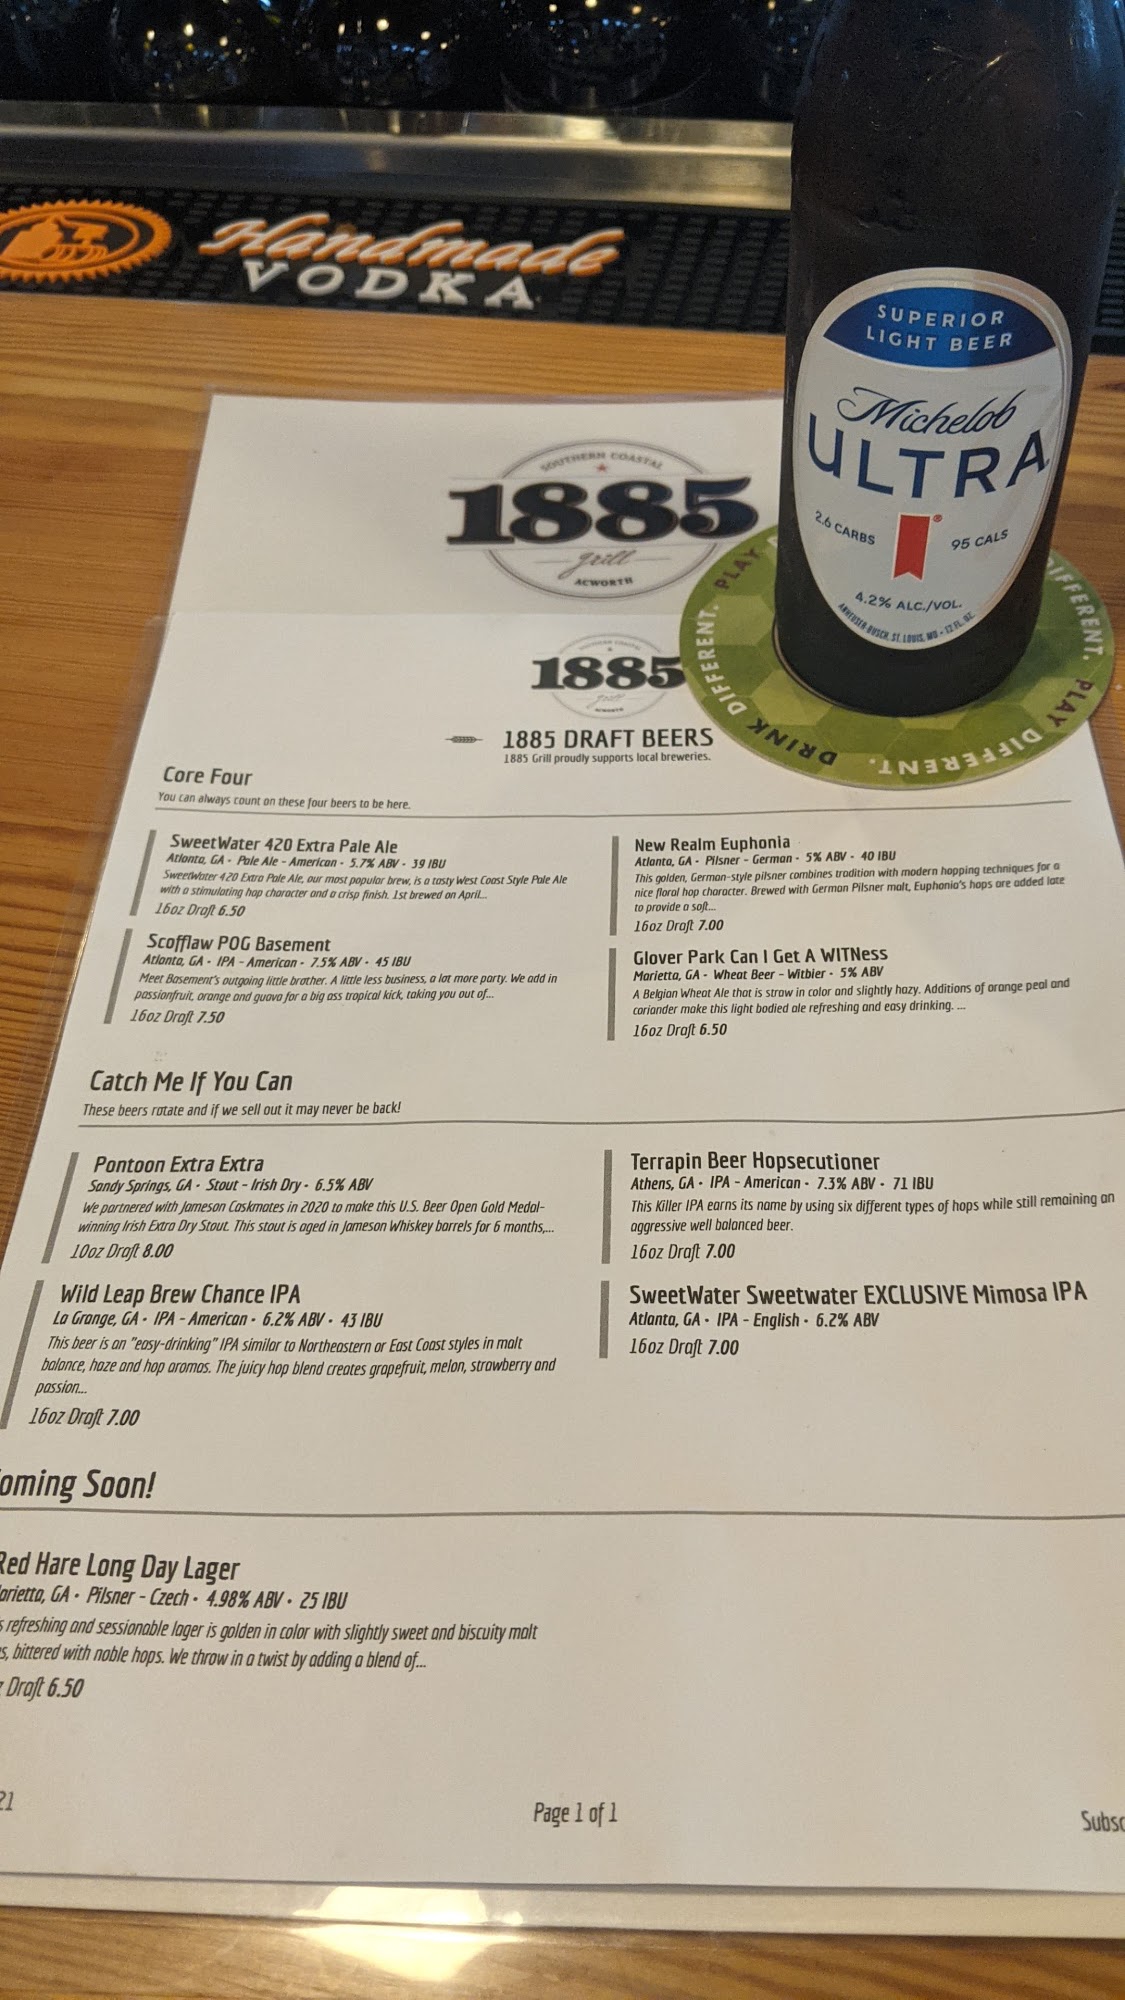 Handmade
VODKA
SUPERIOR
LIGHT BEER
Michelob
ULTRA
2.6 CARBS
95 CALS
4.2% ALC./VOL.
ANHEUSER-BUSCH, ST. LOUIS, MO • 12 FL. OZ.
DRINK DIFFERENT. PLAY DIFFERENT. PLAY DIFFERENT.
SOUTHERN COASTAL
1885
grill
ACWORTH
1885
grill
1885 DRAFT BEERS
1885 Grill proudly supports local breweries.
Core Four
You can always count on these four beers to be here.
SweetWater 420 Extra Pale Ale
Atlanta, GA • Pale Ale - American • 5.7% ABV • 39 IBU
SweetWater 420 Extra Pale Ale, our most popular brew, is a tasty West Coast Style Pale Ale
with a stimulating hop character and a crisp finish. 1st brewed on April...
16oz Draft 6.50
Scofflaw POG Basement
Atlanta, GA • IPA - American • 7.5% ABV • 45 IBU
Meet Basement's outgoing little brother. A little less business, a lot more party. We add in
passionfruit, orange and guava for a big ass tropical kick, taking you out of...
16oz Draft 7.50
New Realm Euphonia
Atlanta, GA • Pilsner - German • 5% ABV • 40 IBU
This golden, German-style pilsner combines tradition with modern hopping techniques for a
nice floral hop character. Brewed with German Pilsner malt, Euphonia's hops are added late
to provide a soft...
16oz Draft 7.00
Glover Park Can I Get A WITNess
Marietta, GA • Wheat Beer - Witbier • 5% ABV
A Belgian Wheat Ale that is straw in color and slightly hazy. Additions of orange peal and
coriander make this light bodied ale refreshing and easy drinking. ...
16oz Draft 6.50
Catch Me If You Can
These beers rotate and if we sell out it may never be back!
Pontoon Extra Extra
Sandy Springs, GA • Stout - Irish Dry • 6.5% ABV
We partnered with Jameson Caskmates in 2020 to make this U.S. Beer Open Gold Medal-
winning Irish Extra Dry Stout. This stout is aged in Jameson Whiskey barrels for 6 months,...
10oz Draft 8.00
Wild Leap Brew Chance IPA
La Grange, GA • IPA - American • 6.2% ABV • 43 IBU
This beer is an "easy-drinking" IPA similar to Northeastern or East Coast styles in malt
balance, haze and hop aromas. The juicy hop blend creates grapefruit, melon, strawberry and
passion...
16oz Draft 7.00
Terrapin Beer Hopsecutioner
Athens, GA • IPA - American • 7.3% ABV • 71 IBU
This Killer IPA earns its name by using six different types of hops while still remaining an
aggressive well balanced beer.
16oz Draft 7.00
SweetWater Sweetwater EXCLUSIVE Mimosa IPA
Atlanta, GA • IPA - English • 6.2% ABV
16oz Draft 7.00
oming Soon!
Red Hare Long Day Lager
arietta, GA • Pilsner - Czech • 4.98% ABV • 25 IBU
s refreshing and sessionable lager is golden in color with slightly sweet and biscuity malt
s, bittered with noble hops. We throw in a twist by adding a blend of...
z Draft 6.50
21
Page 1 of 1
Subsc